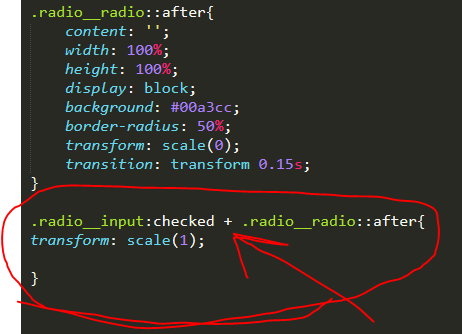 .radio__radio::after{
content: '';
width: 100%;
height: 100%;
display: block;
background: #00a3cc;
border-radius: 50%;
transform: scale(0);
transition: transform 0.15s;
}
.radio__input:checked + .radio__radio::after{
transform: scale(1);
}